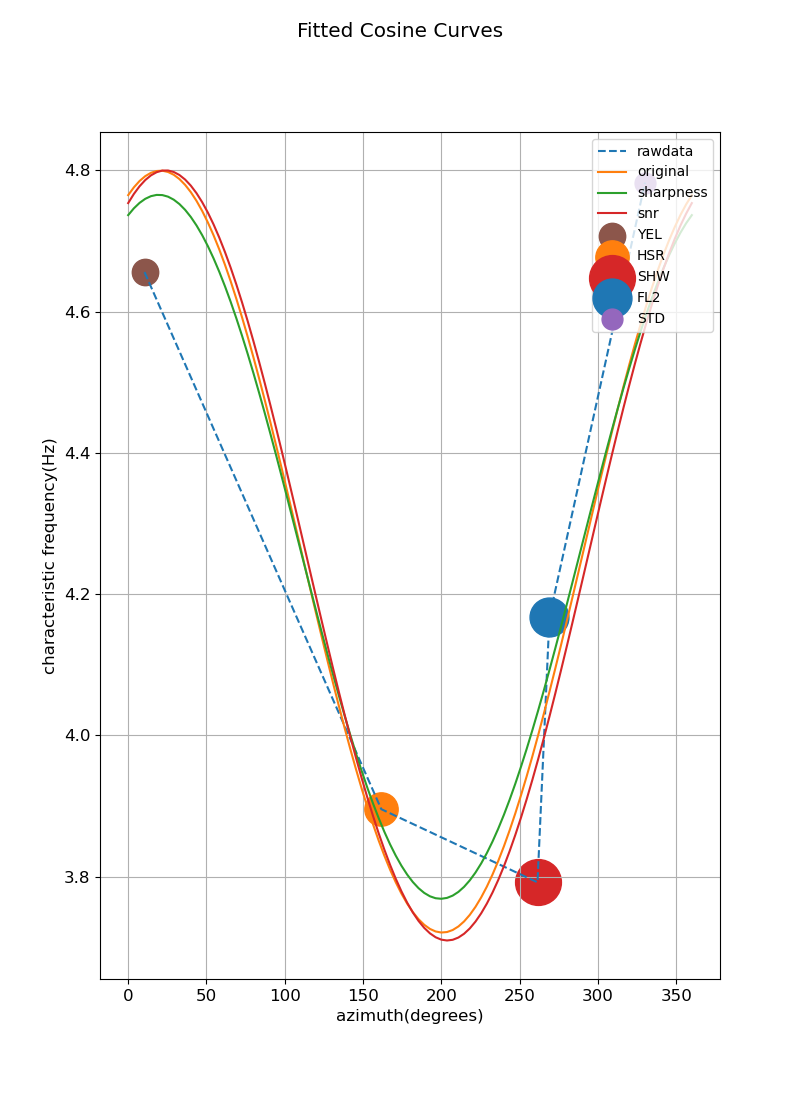 Fitted Cosine Curves
rawdata
original
sharpness
snr
YEL
HSR
SHW
FL2
STD
characteristic frequency(Hz)
4.8
4.6
4.4
4.2
4.0
3.8
0 50 100 150 200 250 300 350
azimuth(degrees)